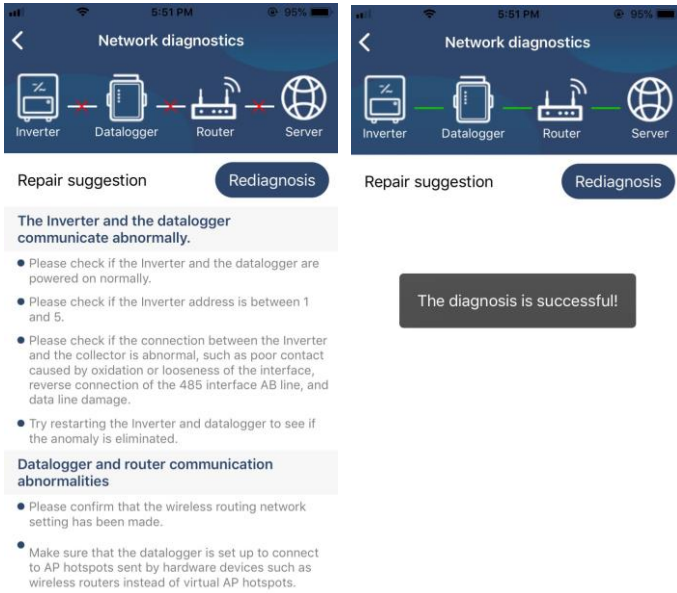 5:51 PM
95%
Network diagnostics
Inverter Datalogger Router Server
Repair suggestion Rediagnosis
The Inverter and the datalogger
communicate abnormally.
• Please check if the Inverter and the datalogger are
powered on normally.
• Please check if the Inverter address is between 1
and 5.
• Please check if the connection between the Inverter
and the collector is abnormal, such as poor contact
caused by oxidation or looseness of the interface,
reverse connection of the 485 interface AB line, and
data line damage.
• Try restarting the Inverter and datalogger to see if
the anomaly is eliminated.
Datalogger and router communication
abnormalities
• Please confirm that the wireless routing network
setting has been made.
• Make sure that the datalogger is set up to connect
to AP hotspots sent by hardware devices such as
wireless routers instead of virtual AP hotspots.
5:51 PM
95%
Network diagnostics
Inverter Datalogger Router Server
Repair suggestion Rediagnosis
The diagnosis is successful!